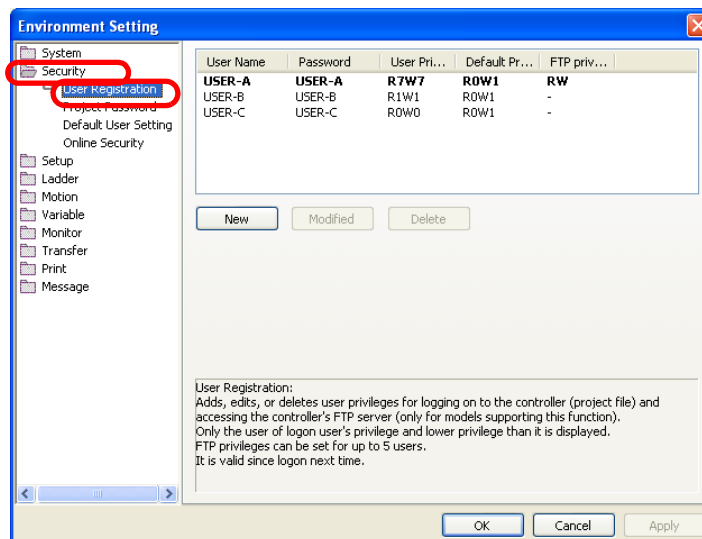 Environment Setting
System
Security
User Registration
Project Password
Default User Setting
Online Security
Setup
Ladder
Motion
Variable
Monitor
Transfer
Print
Message
User Name Password User Pri... Default Pr... FTP priv...
USER-A USER-A R7W7 R0W1 RW
USER-B USER-B R1W1 R0W1 -
USER-C USER-C R0W0 R0W1 -
New Modified Delete
User Registration:
Adds, edits, or deletes user privileges for logging on to the controller (project file) and
accessing the controller's FTP server (only for models supporting this function).
Only the user of logon user's privilege and lower privilege than it is displayed.
FTP privileges can be set for up to 5 users.
It is valid since logon next time.
OK Cancel Apply